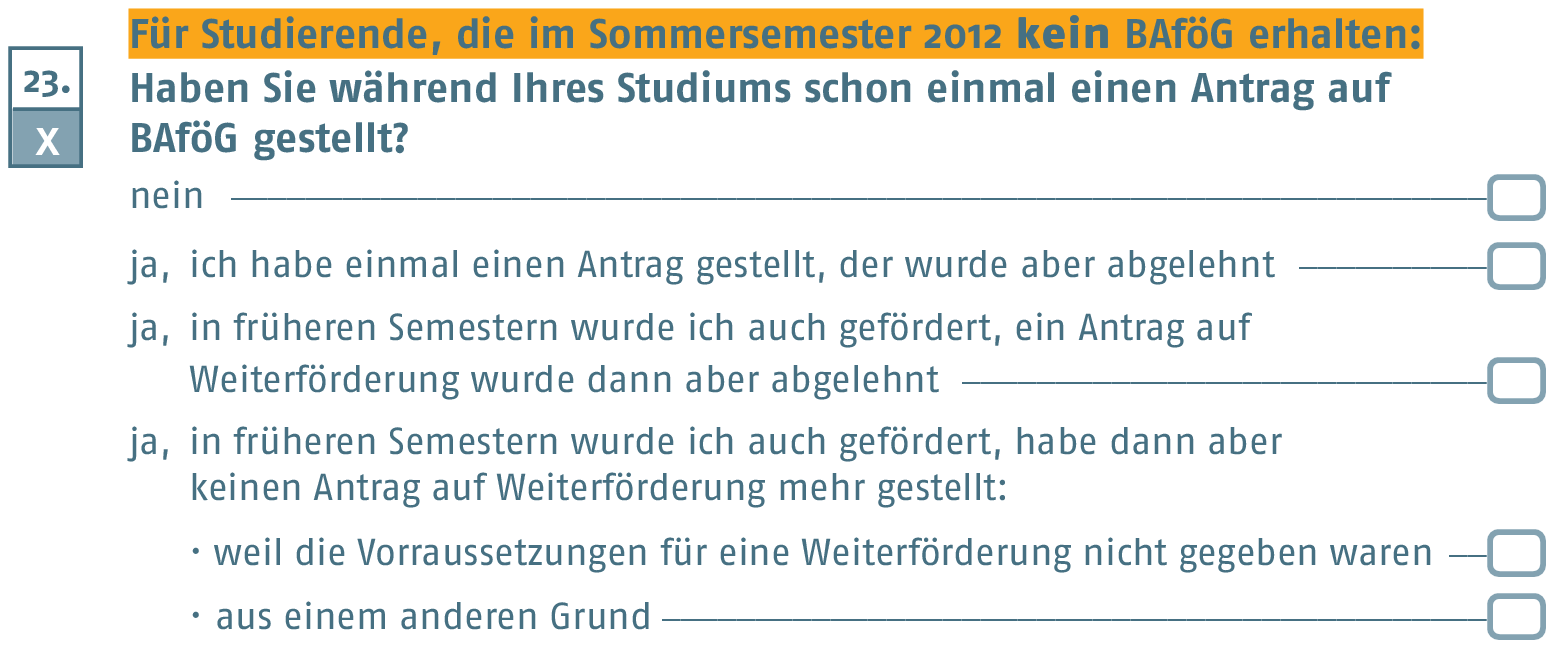 Für Studierende, die im Sommersemester 2012 kein BAföG erhalten:
23.
Haben Sie während Ihres Studiums schon einmal einen Antrag auf
X
BAföG gestellt?
nein
ja, ich habe einmal einen Antrag gestellt, der wurde aber abgelehnt
ja, in früheren Semestern wurde ich auch gefördert, ein Antrag auf
Weiterförderung wurde dann aber abgelehnt
ja, in früheren Semestern wurde ich auch gefördert, habe dann aber
keinen Antrag auf Weiterförderung mehr gestellt:
· weil die Vorraussetzungen für eine Weiterförderung nicht gegeben waren
· aus einem anderen Grund